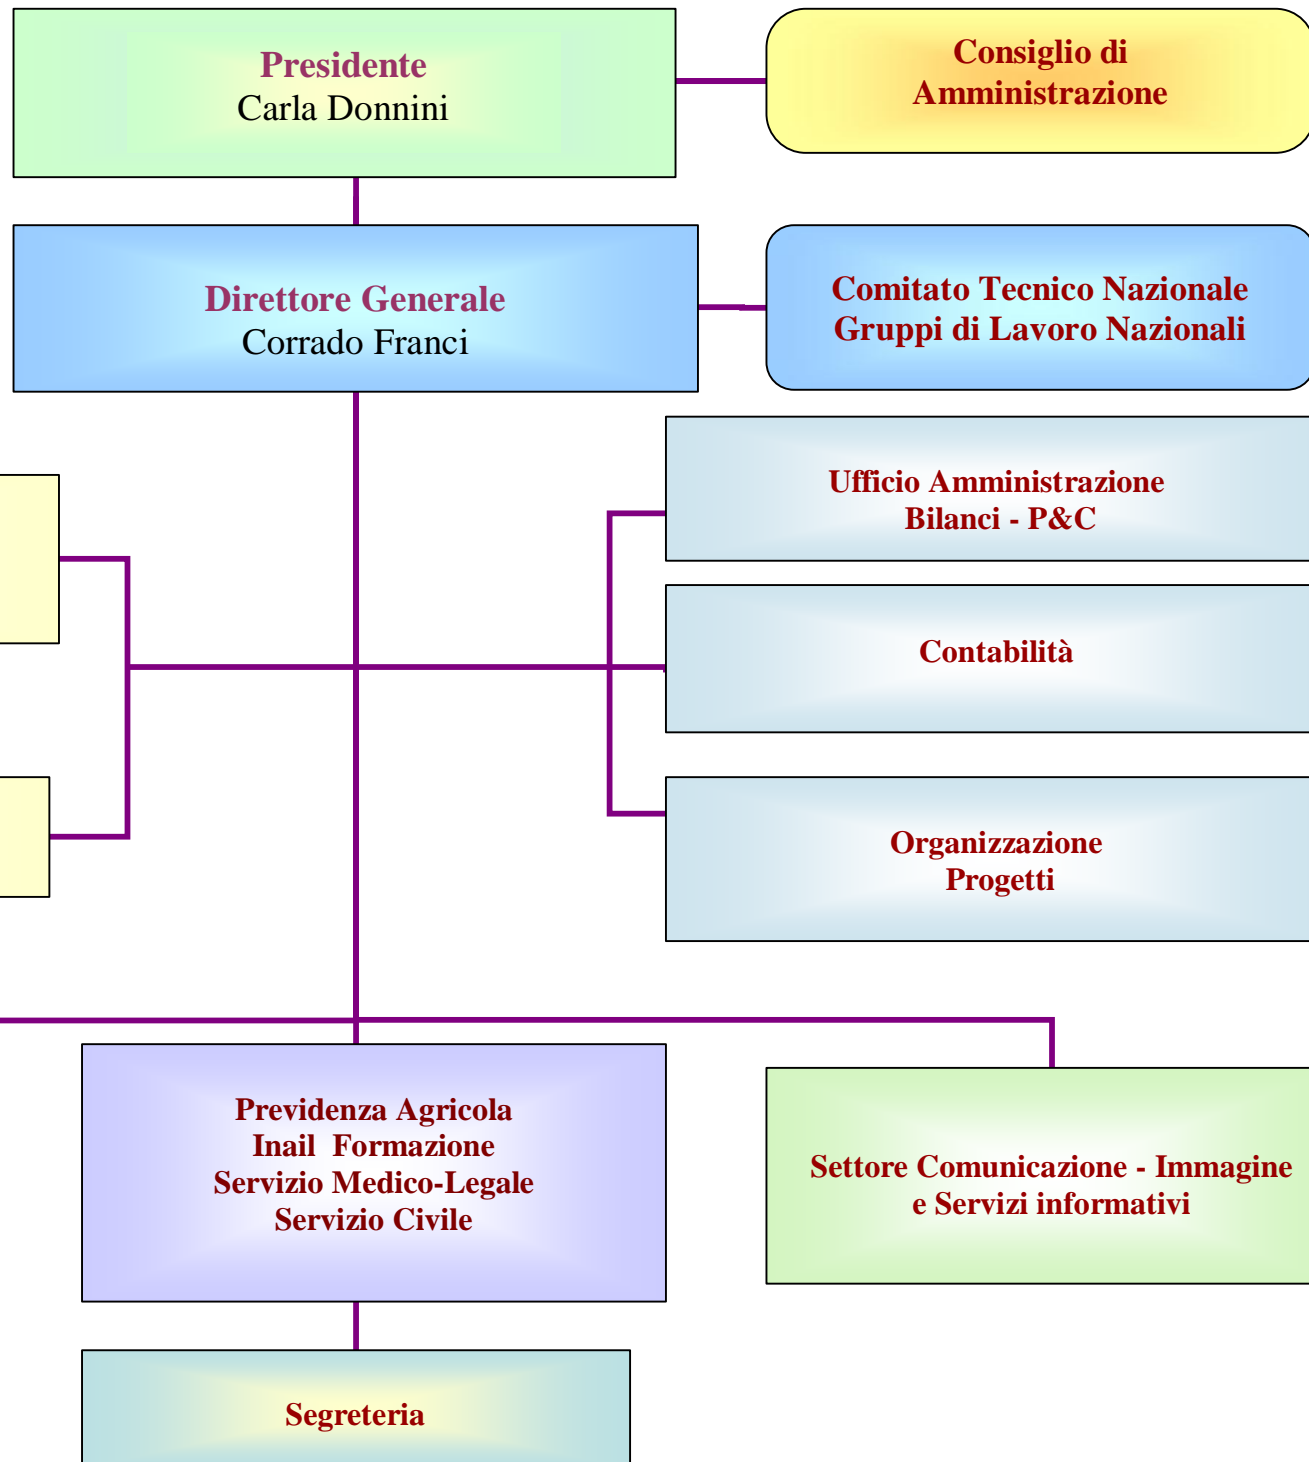 Presidente
Carla Donnini
Consiglio di
Amministrazione
Direttore Generale
Corrado Franci
Comitato Tecnico Nazionale
Gruppi di Lavoro Nazionali
Ufficio Amministrazione
Bilanci - P&C
Contabilità
Organizzazione
Progetti
Previdenza Agricola
Inail  Formazione
Servizio Medico-Legale
Servizio Civile
Settore Comunicazione - Immagine
e Servizi informativi
Segreteria